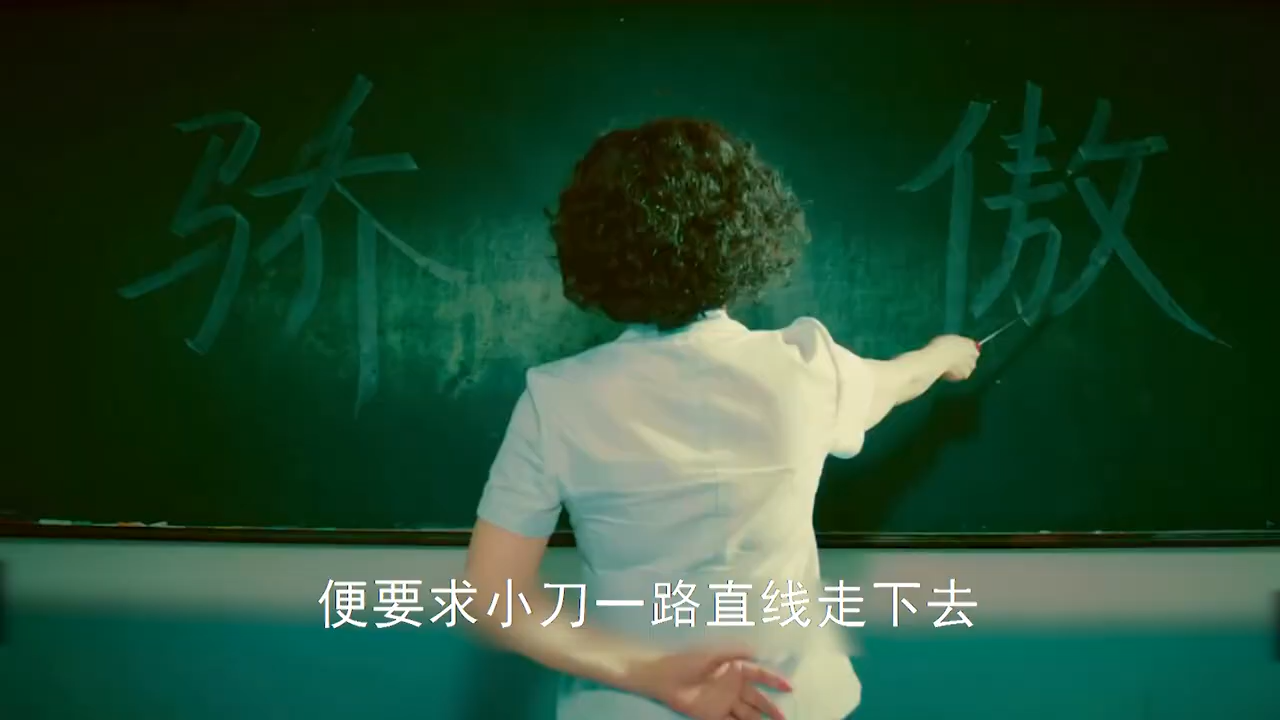 骄 傲
便要求小刀一路直线走下去